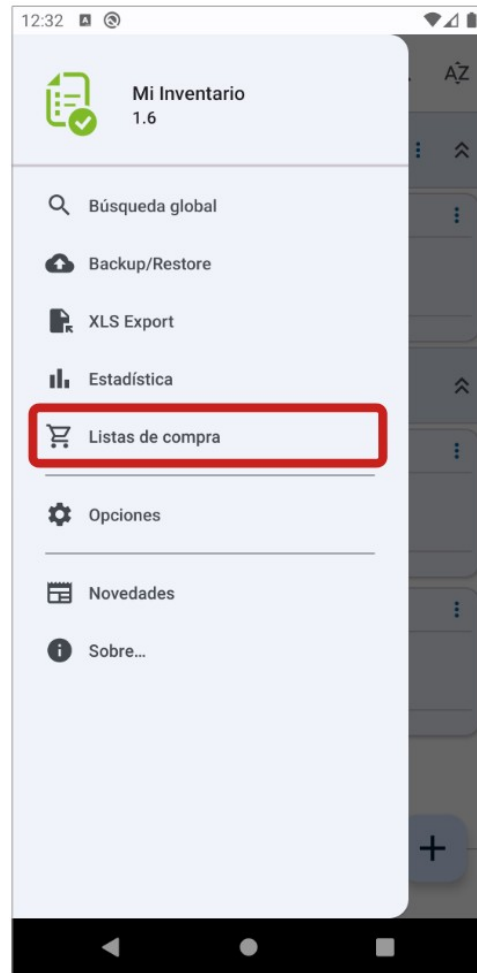 12:32
Mi Inventario
1.6
AZ
Búsqueda global
Backup/Restore
XLS Export
Estadística
Listas de compra
Opciones
Novedades
Sobre...